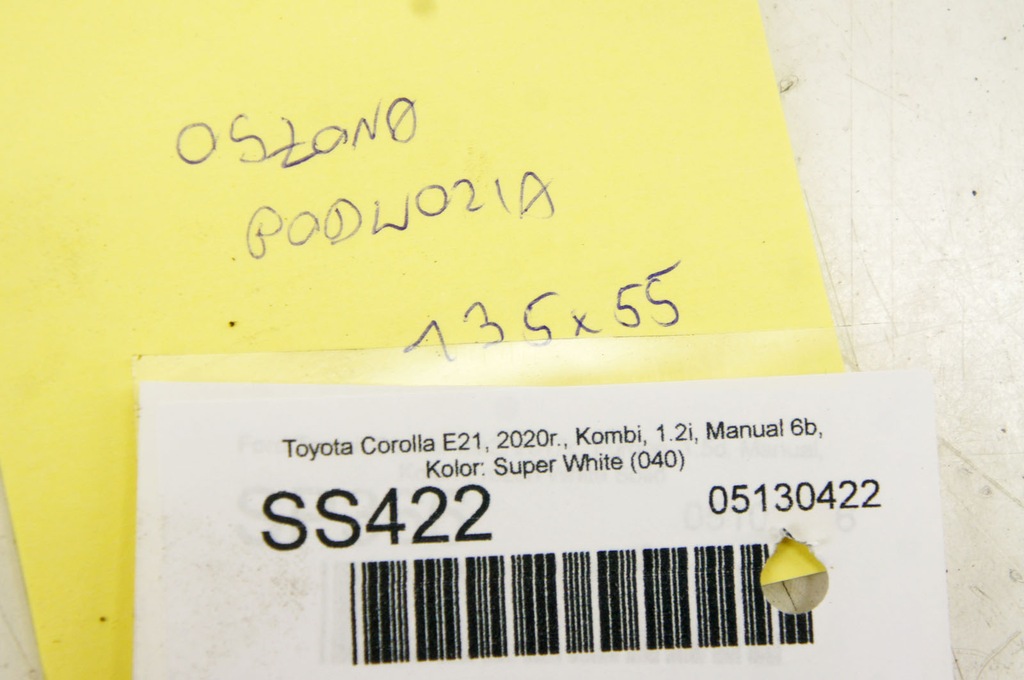 OSŁONA
PODWOZIA
135x55
Toyota Corolla E21, 2020r., Kombi, 1.2i, Manual 6b,
Kolor: Super White (040)
SS422
05130422